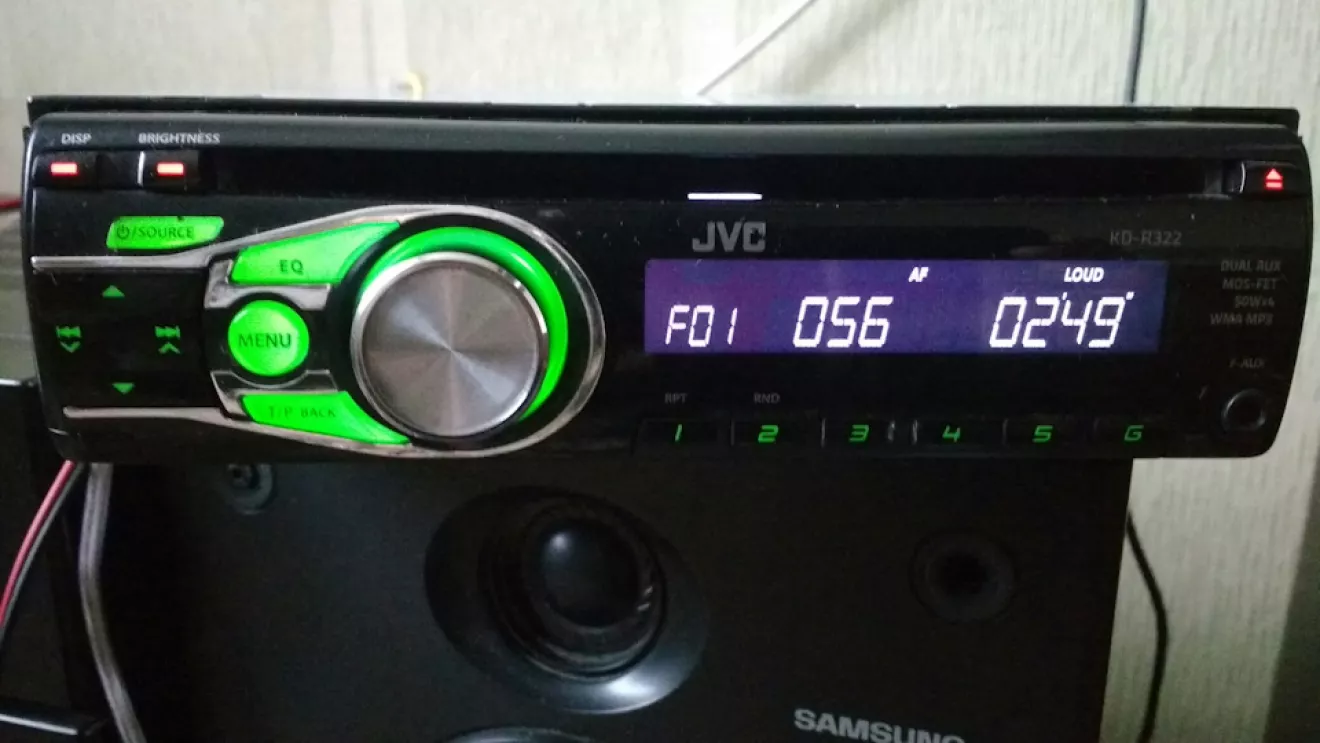 DISP BRIGHTNESS
⏻/SOURCE
EQ
MENU
T/P BACK
JVC
KD-R322
AF LOUD
F01 056 02'49"
DUAL AUX
MOS-FET
50Wx4
WMA MP3
F-AUX
RPT RND
1 2 3 4 5 6
SAMSUNG